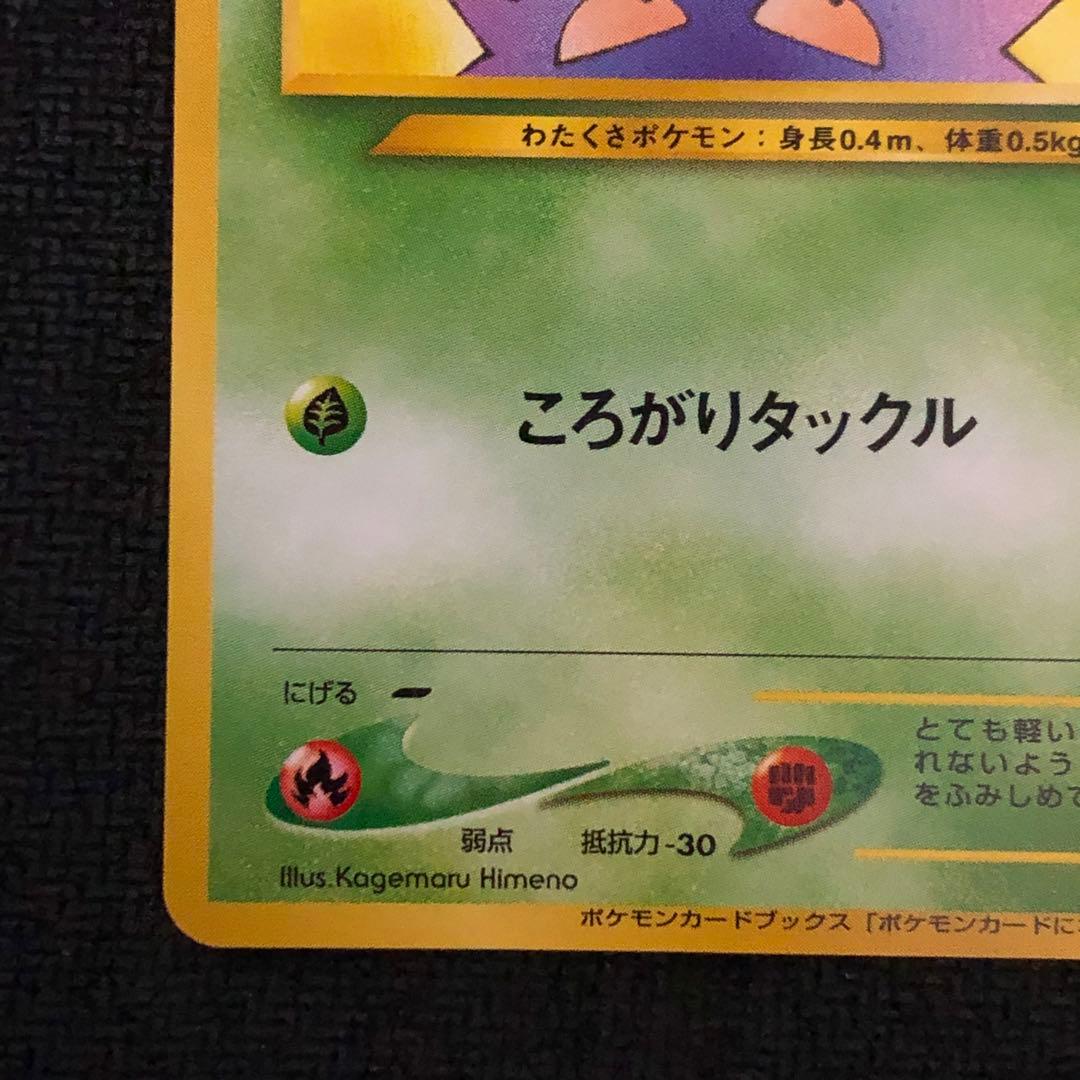 わたくさポケモン：身長0.4m、体重0.5kg
ころがりタックル
にげる
とても軽い
れないよう
をふみしめて
弱点 抵抗力-30
Illus.Kagemaru Himeno
ポケモンカードブックス「ポケモンカードに